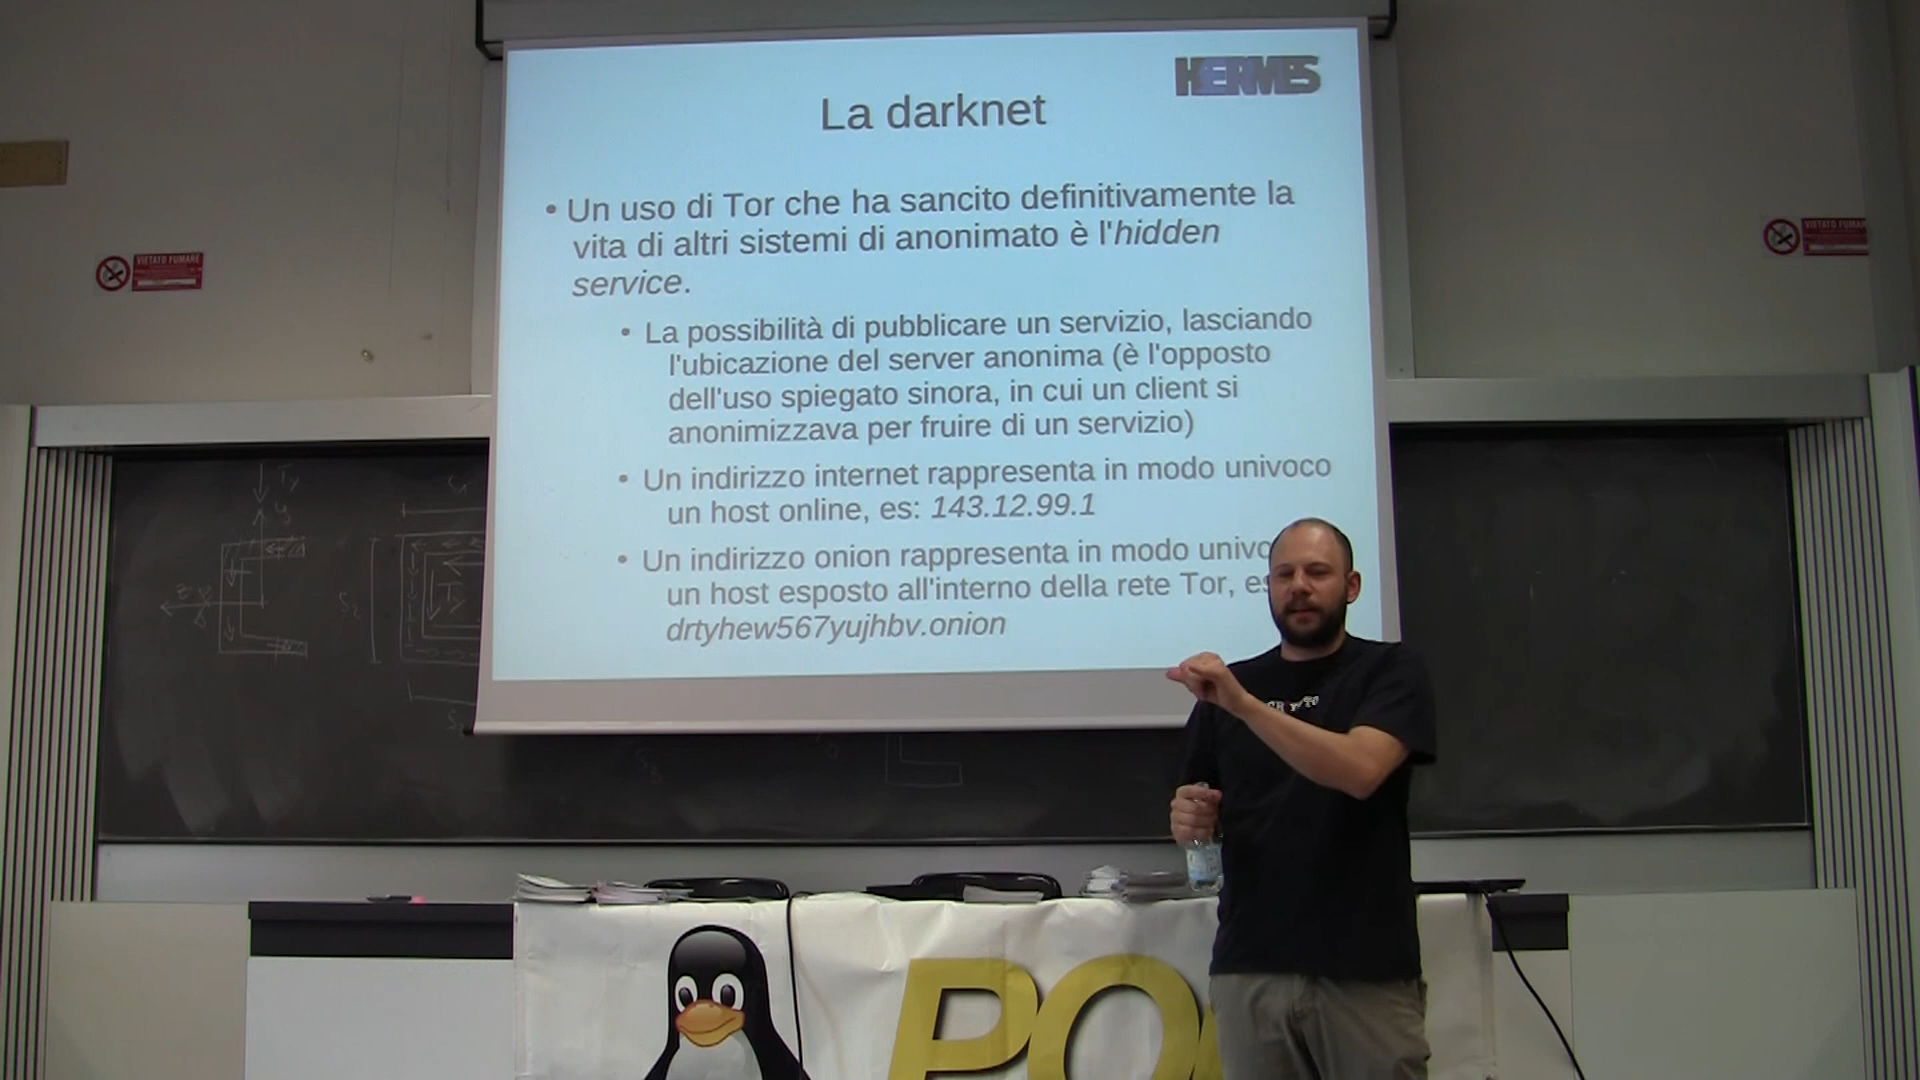 HERMES
La darknet
• Un uso di Tor che ha sancito definitivamente la
vita di altri sistemi di anonimato è l'hidden
service.
• La possibilità di pubblicare un servizio, lasciando
l'ubicazione del server anonima (è l'opposto
dell'uso spiegato sinora, in cui un client si
anonimizzava per fruire di un servizio)
• Un indirizzo internet rappresenta in modo univoco
un host online, es: 143.12.99.1
• Un indirizzo onion rappresenta in modo univo
un host esposto all'interno della rete Tor, es
drtyhew567yujhbv.onion
VIETATO FUMARE
VIETATO FUMARE
PO